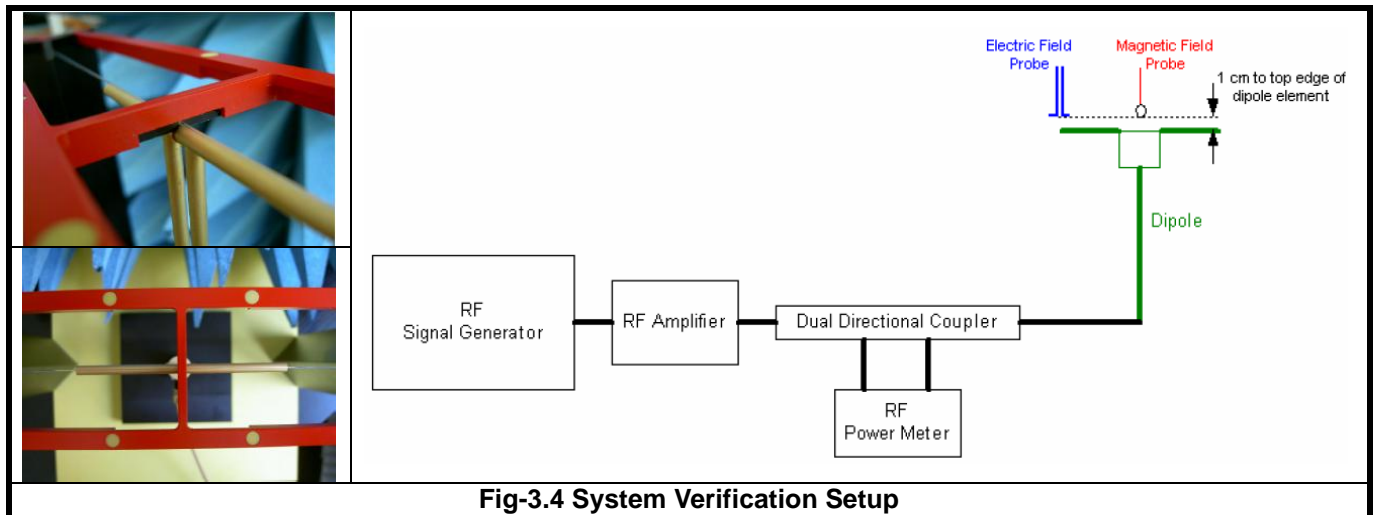 Electric Field
Probe
Magnetic Field
Probe
1 cm to top edge of
dipole element
Dipole
RF
Signal Generator
RF Amplifier
Dual Directional Coupler
RF
Power Meter
Fig-3.4 System Verification Setup